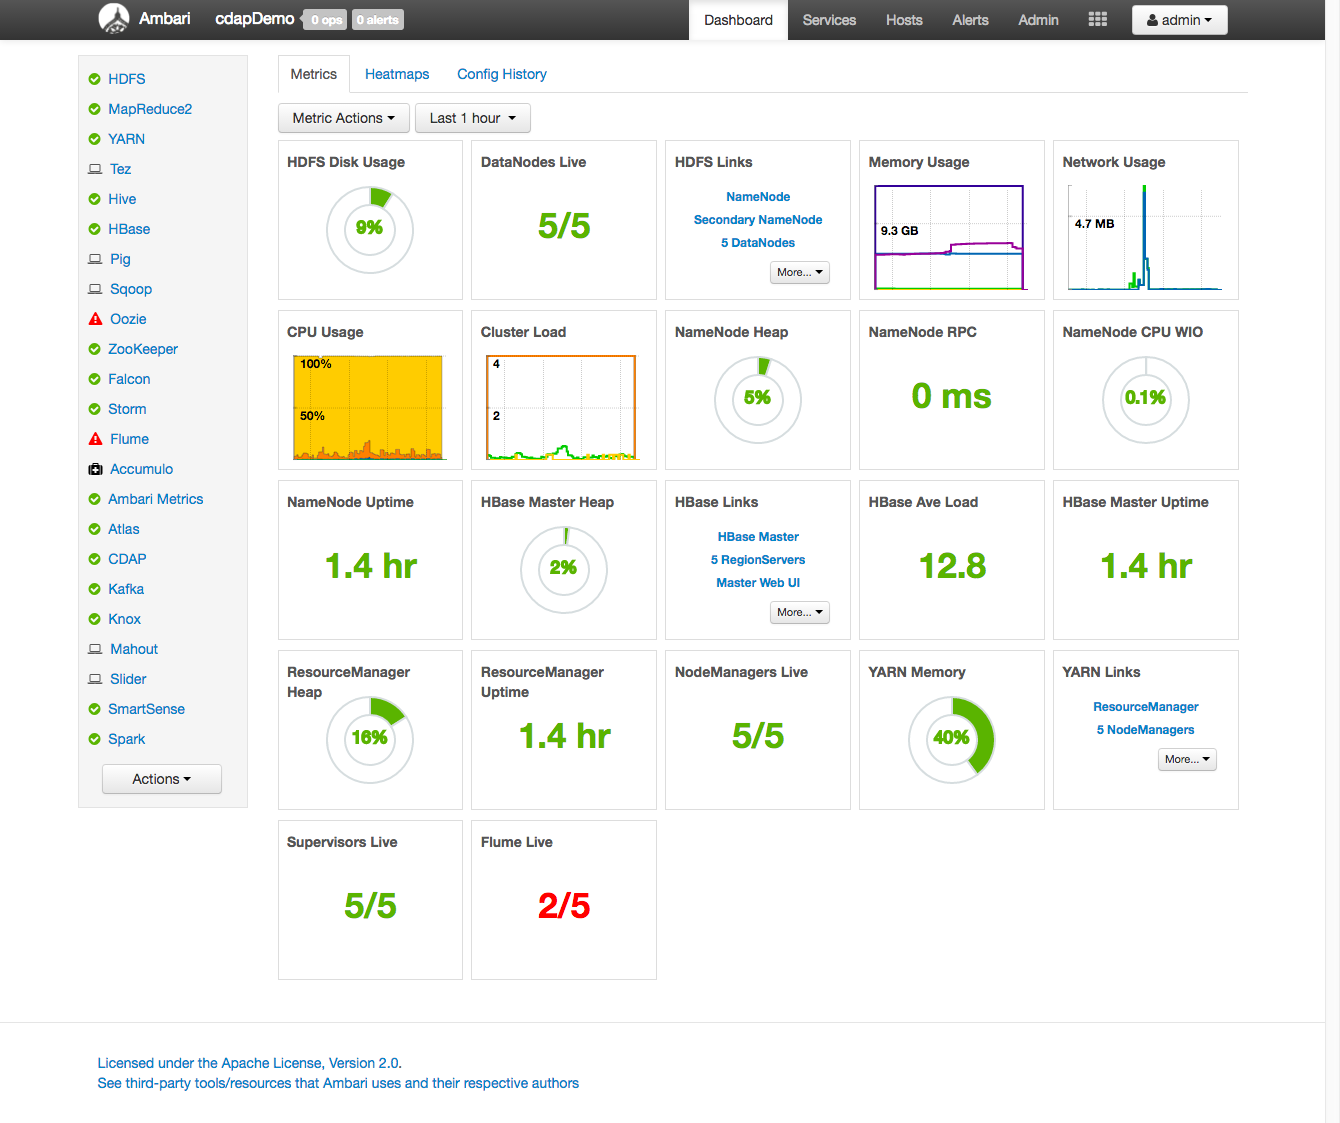 Ambari cdapDemo 0 ops 0 alerts Dashboard Services Hosts Alerts Admin admin
HDFS
MapReduce2
YARN
Tez
Hive
HBase
Pig
Sqoop
Oozie
ZooKeeper
Falcon
Storm
Flume
Accumulo
Ambari Metrics
Atlas
CDAP
Kafka
Knox
Mahout
Slider
SmartSense
Spark
Actions
Metrics Heatmaps Config History
Metric Actions Last 1 hour
HDFS Disk Usage
9%
DataNodes Live
5/5
HDFS Links
NameNode
Secondary NameNode
5 DataNodes
More...
Memory Usage
9.3 GB
Network Usage
4.7 MB
CPU Usage
100%
50%
Cluster Load
4
2
NameNode Heap
5%
NameNode RPC
0 ms
NameNode CPU WIO
0.1%
NameNode Uptime
1.4 hr
HBase Master Heap
2%
HBase Links
HBase Master
5 RegionServers
Master Web UI
More...
HBase Ave Load
12.8
HBase Master Uptime
1.4 hr
ResourceManager
Heap
16%
ResourceManager
Uptime
1.4 hr
NodeManagers Live
5/5
YARN Memory
40%
YARN Links
ResourceManager
5 NodeManagers
More...
Supervisors Live
5/5
Flume Live
2/5
Licensed under the Apache License, Version 2.0.
See third-party tools/resources that Ambari uses and their respective authors